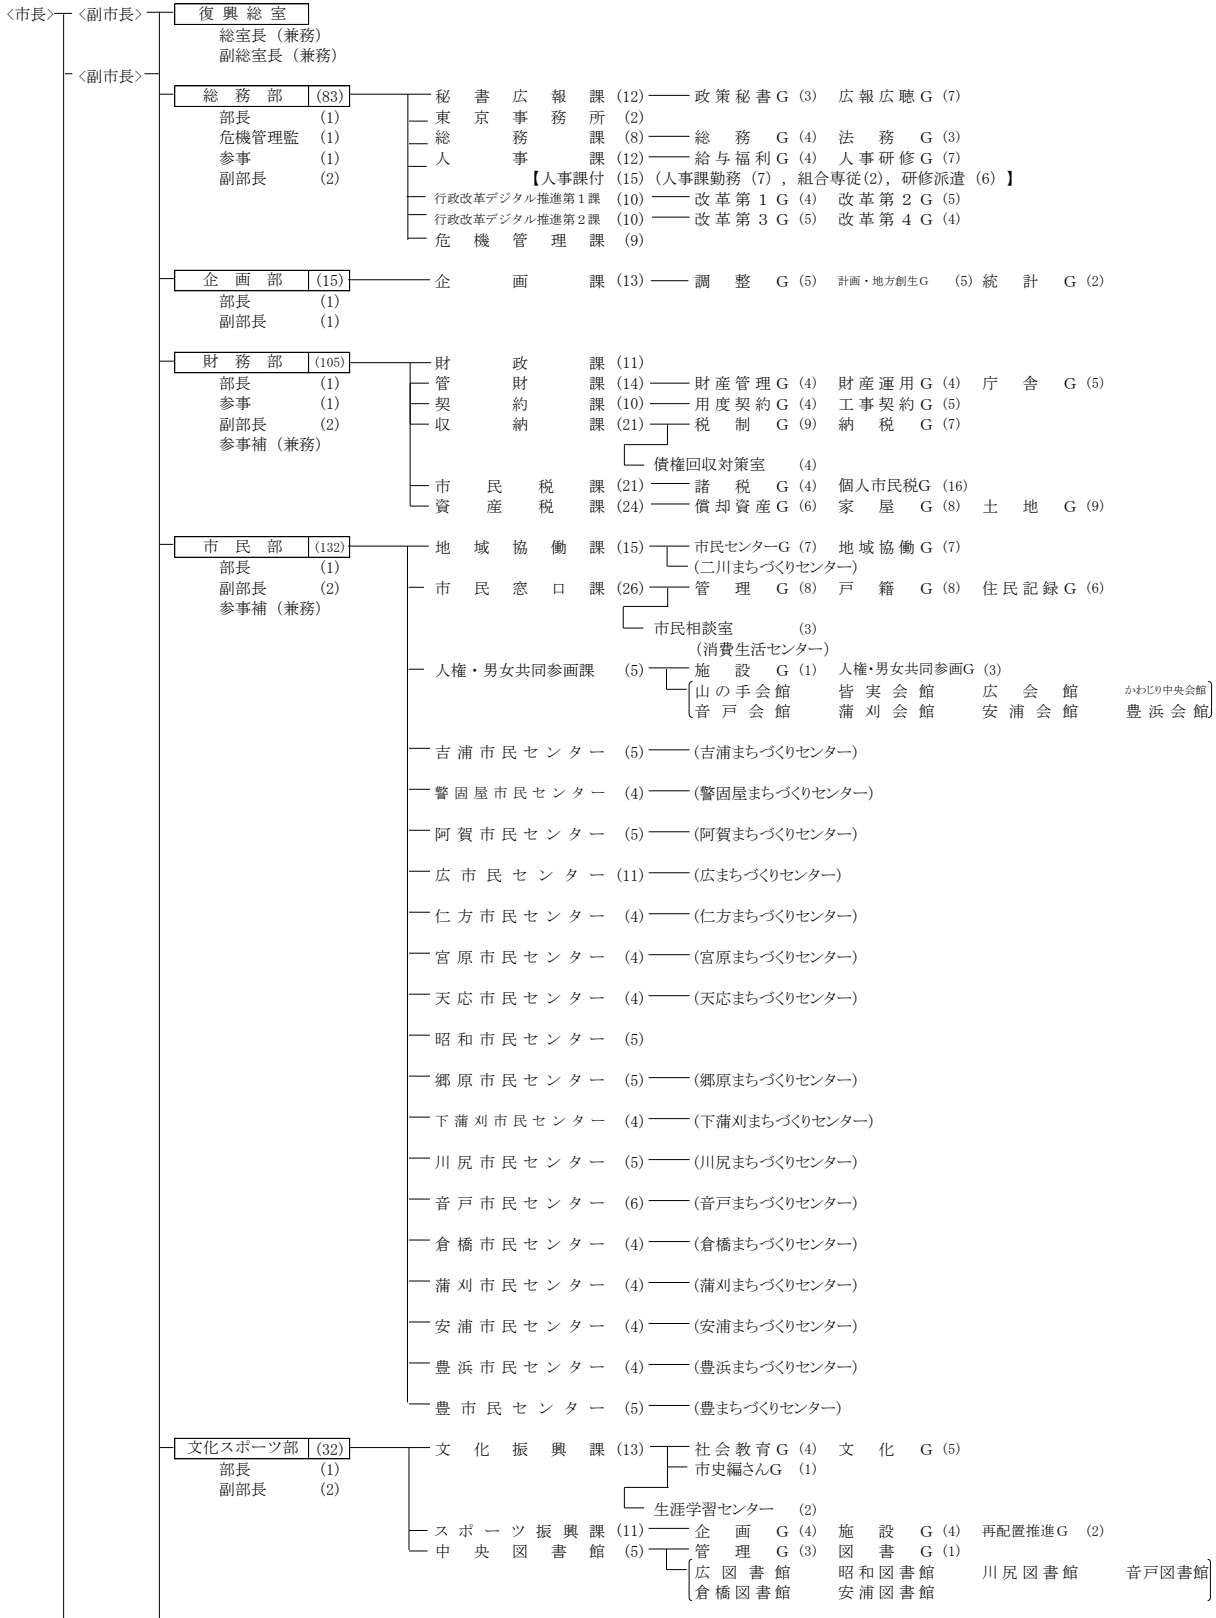 <市長> <副市長> 復興総室
総室長（兼務）
副総室長（兼務）
<副市長>
総務部 (83) 秘書広報課 (12) 政策秘書G (3) 広報広聴G (7)
部長 (1) 東京事務所 (2)
危機管理監 (1) 総務課 (8) 総務G (4) 法務G (3)
参事 (1) 人事課 (12) 給与福利G (4) 人事研修G (7)
副部長 (2) 【人事課付 (15)（人事課勤務 (7) , 組合専従(2), 研修派遣 (6) 】
行政改革デジタル推進第1課 (10) 改革第1G (4) 改革第2G (5)
行政改革デジタル推進第2課 (10) 改革第3G (5) 改革第4G (4)
危機管理課 (9)
企画部 (15) 企画課 (13) 調整G (5) 計画・地方創生G (5) 統計G (2)
部長 (1)
副部長 (1)
財務部 (105) 財政課 (11)
部長 (1) 管財課 (14) 財産管理G (4) 財産運用G (4) 庁舎G (5)
参事 (1) 契約課 (10) 用度契約G (4) 工事契約G (5)
副部長 (2) 収納課 (21) 税制G (9) 納税G (7)
参事補（兼務）
債権回収対策室 (4)
市民税課 (21) 諸税G (4) 個人市民税G (16)
資産税課 (24) 償却資産G (6) 家屋G (8) 土地G (9)
市民部 (132) 地域協働課 (15) 市民センターG (7) 地域協働G (7)
部長 (1) (二川まちづくりセンター)
副部長 (2) 市民窓口課 (26) 管理G (8) 戸籍G (8) 住民記録G (6)
参事補（兼務）
市民相談室 (3)
(消費生活センター)
人権・男女共同参画課 (5) 施設G (1) 人権・男女共同参画G (3)
山の手会館 皆実会館 広会館 かわじり中央会館
音戸会館 蒲刈会館 安浦会館 豊浜会館
吉浦市民センター (5) (吉浦まちづくりセンター)
警固屋市民センター (4) (警固屋まちづくりセンター)
阿賀市民センター (5) (阿賀まちづくりセンター)
広市民センター (11) (広まちづくりセンター)
仁方市民センター (4) (仁方まちづくりセンター)
宮原市民センター (4) (宮原まちづくりセンター)
天応市民センター (4) (天応まちづくりセンター)
昭和市民センター (5)
郷原市民センター (5) (郷原まちづくりセンター)
下蒲刈市民センター (4) (下蒲刈まちづくりセンター)
川尻市民センター (5) (川尻まちづくりセンター)
音戸市民センター (6) (音戸まちづくりセンター)
倉橋市民センター (4) (倉橋まちづくりセンター)
蒲刈市民センター (4) (蒲刈まちづくりセンター)
安浦市民センター (4) (安浦まちづくりセンター)
豊浜市民センター (4) (豊浜まちづくりセンター)
豊市民センター (5) (豊まちづくりセンター)
文化スポーツ部 (32) 文化振興課 (13) 社会教育G (4) 文化G (5)
部長 (1) 市史編さんG (1)
副部長 (2)
生涯学習センター (2)
スポーツ振興課 (11) 企画G (4) 施設G (4) 再配置推進G (2)
中央図書館 (5) 管理G (3) 図書G (1)
広図書館 昭和図書館 川尻図書館 音戸図書館
倉橋図書館 安浦図書館